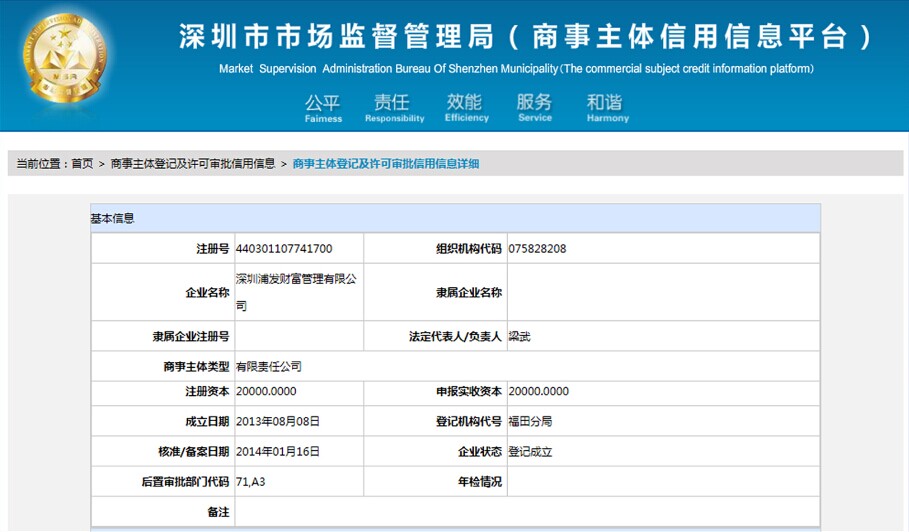 深圳市市场监督管理局（商事主体信用信息平台）
Market Supervision Administration Bureau Of Shenzhen Municipality(The commercial subject credit information platform)
公平 责任 效能 服务 和谐
Fairness Responsibility Efficiency Service Harmony
当前位置：首页 > 商事主体登记及许可审批信用信息 > 商事主体登记及许可审批信用信息详细
基本信息
注册号 440301107741700 组织机构代码 075828208
企业名称 深圳浦发财富管理有限公
司 隶属企业名称
隶属企业注册号 法定代表人/负责人 梁武
商事主体类型 有限责任公司
注册资本 20000.0000 申报实收资本 20000.0000
成立日期 2013年08月08日 登记机构代号 福田分局
核准/备案日期 2014年01月16日 企业状态 登记成立
后置审批部门代码 71,A3 年检情况
备注